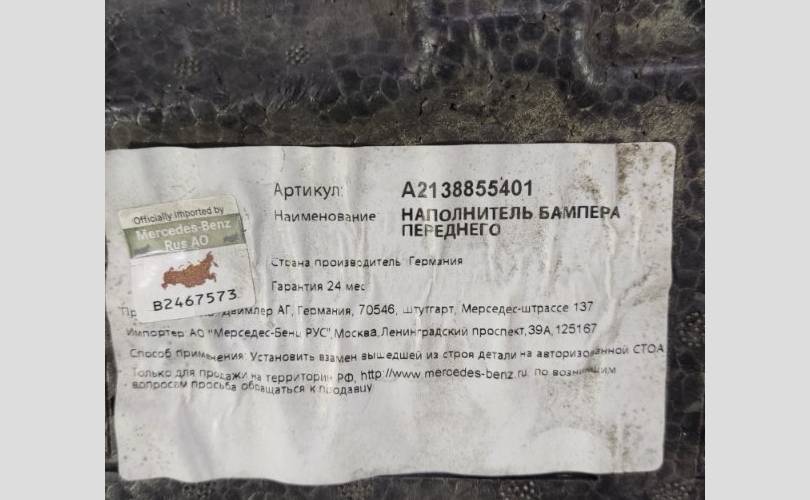 Артикул: A2138855401
Наименование НАПОЛНИТЕЛЬ БАМПЕРА
ПЕРЕДНЕГО
Officially imported by
Mercedes-Benz
Rus AO
B2467573
Страна производитель Германия
Гарантия 24 мес
Даймлер АГ, Германия, 70546, штутгарт, Мерседес-штрассе 137
Импортер АО "Мерседес-Бенц РУС", Москва, Ленинградский проспект, 39А, 125167
Способ применения: Установить взамен вышедшей из строя детали на авторизованной СТОА
Только для продажи на территории РФ, http://www.mercedes-benz.ru. по возникшим
вопросам просьба обращаться к продавцу